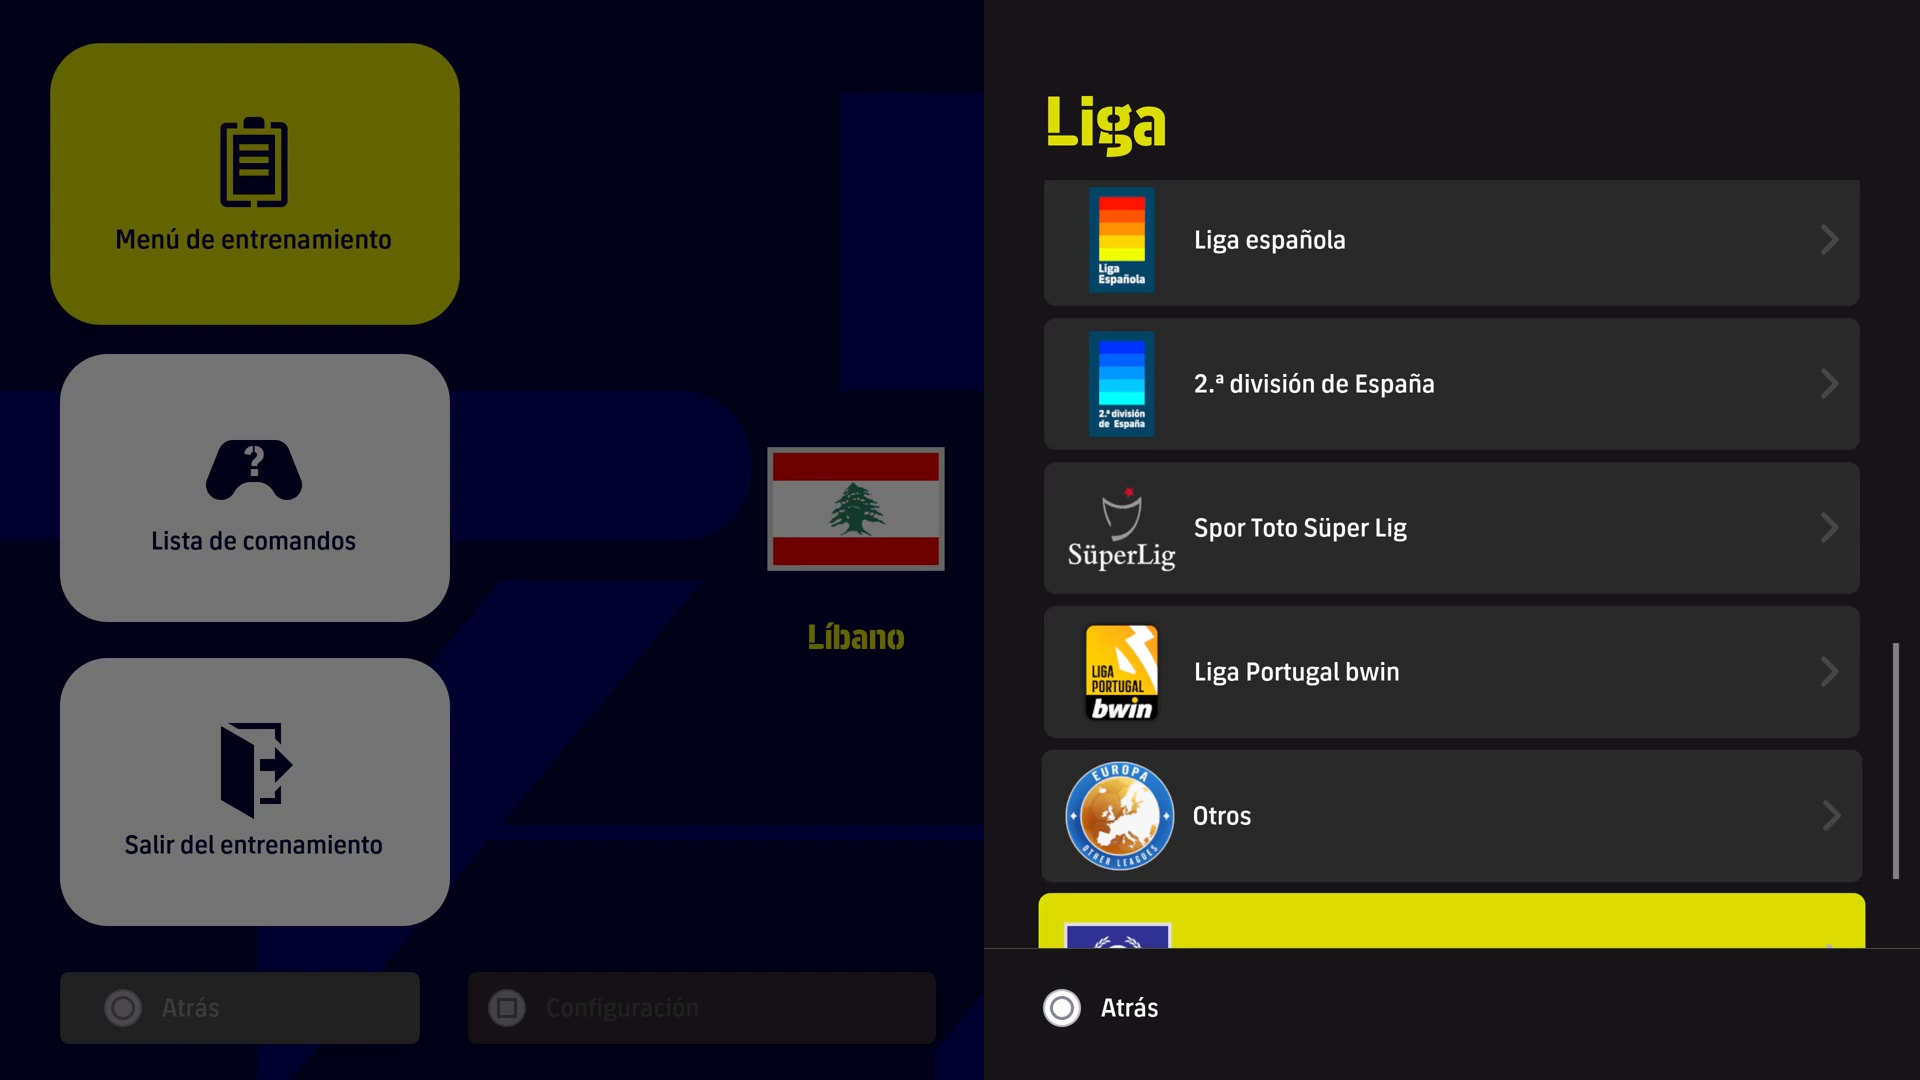 Menú de entrenamiento
Lista de comandos
Salir del entrenamiento
Atrás
Configuración
Líbano
Liga
Liga
Española
Liga española
2.ª división
de España
2.ª división de España
SüperLig
Spor Toto Süper Lig
LIGA
PORTUGAL
bwin
Liga Portugal bwin
EUROPA
OTHER LEAGUES
Otros
Atrás